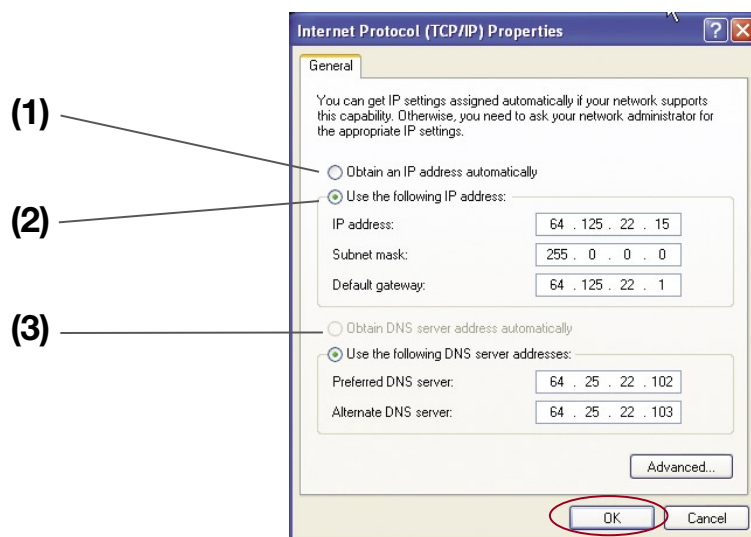 Internet Protocol (TCP/IP) Properties
General
You can get IP settings assigned automatically if your network supports
this capability. Otherwise, you need to ask your network administrator for
the appropriate IP settings.
(1)
Obtain an IP address automatically
(2)
Use the following IP address:
IP address: 64 . 125 . 22 . 15
Subnet mask: 255 . 0 . 0 . 0
Default gateway: 64 . 125 . 22 . 1
(3)
Obtain DNS server address automatically
Use the following DNS server addresses:
Preferred DNS server: 64 . 25 . 22 . 102
Alternate DNS server: 64 . 25 . 22 . 103
Advanced...
OK Cancel